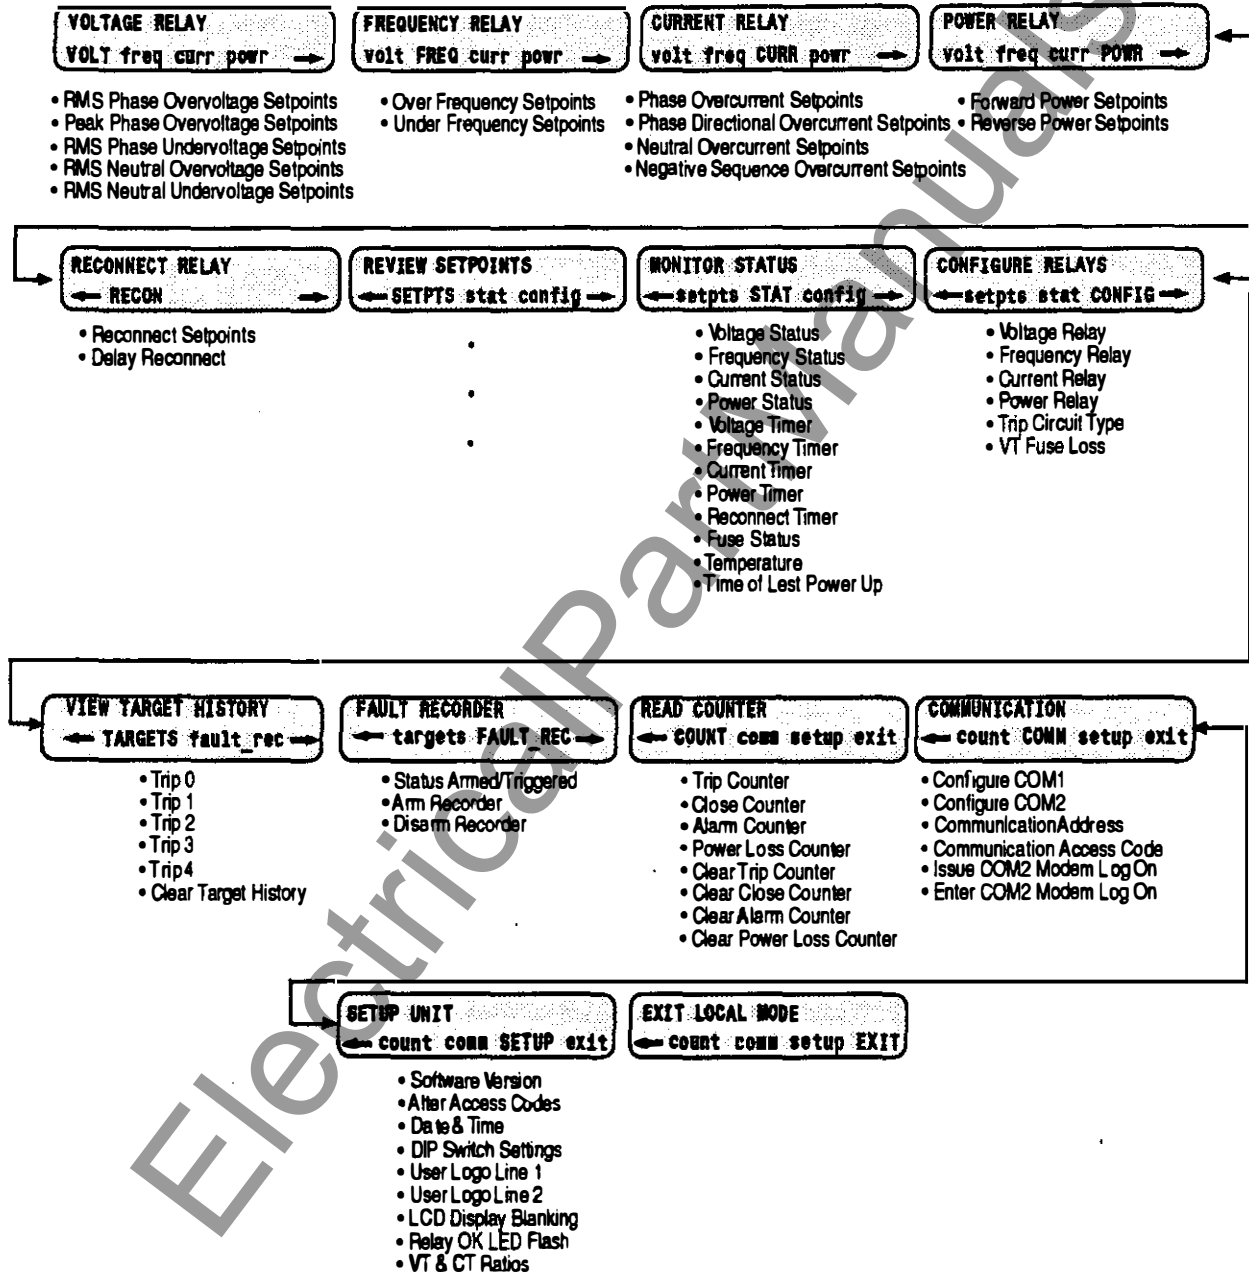 VOLTAGE RELAY
VOLT freq curr powr
• RMS Phase Overvoltage Setpoints
• Peak Phase Overvoltage Setpoints
• RMS Phase Undervoltage Setpoints
• RMS Neutral Overvoltage Setpoints
• RMS Neutral Undervoltage Setpoints
FREQUENCY RELAY
volt FREQ curr powr
• Over Frequency Setpoints
• Under Frequency Setpoints
CURRENT RELAY
volt freq CURR powr
• Phase Overcurrent Setpoints
• Phase Directional Overcurrent Setpoints
• Neutral Overcurrent Setpoints
• Negative Sequence Overcurrent Setpoints
POWER RELAY
volt freq curr POWR
• Forward Power Setpoints
• Reverse Power Setpoints
RECONNECT RELAY
RECON
• Reconnect Setpoints
• Delay Reconnect
REVIEW SETPOINTS
SETPTS stat config
•
•
•
MONITOR STATUS
setpts STAT config
• Voltage Status
• Frequency Status
• Current Status
• Power Status
• Voltage Timer
• Frequency Timer
• Current Timer
• Power Timer
• Reconnect Timer
• Fuse Status
• Temperature
• Time of Lest Power Up
CONFIGURE RELAYS
setpts stat CONFIG
• Voltage Relay
• Frequency Relay
• Current Relay
• Power Relay
• Trip Circuit Type
• VT Fuse Loss
VIEW TARGET HISTORY
TARGETS fault_rec
• Trip 0
• Trip 1
• Trip 2
• Trip 3
• Trip 4
• Clear Target History
FAULT RECORDER
targets FAULT_REC
• Status Armed/Triggered
• Arm Recorder
• Disarm Recorder
READ COUNTER
COUNT comm setup exit
• Trip Counter
• Close Counter
• Alarm Counter
• Power Loss Counter
• Clear Trip Counter
• Clear Close Counter
• Clear Alarm Counter
• Clear Power Loss Counter
COMMUNICATION
count COMM setup exit
• Configure COM1
• Configure COM2
• Communication Address
• Communication Access Code
• Issue COM2 Modem Log On
• Enter COM2 Modem Log On
SETUP UNIT
count comm SETUP exit
• Software Version
• Alter Access Codes
• Date & Time
• DIP Switch Settings
• User Logo Line 1
• User Logo Line 2
• LCD Display Blanking
• Relay OK LED Flash
• VT & CT Ratios
EXIT LOCAL MODE
count comm setup EXIT
ElectricalPartManuals